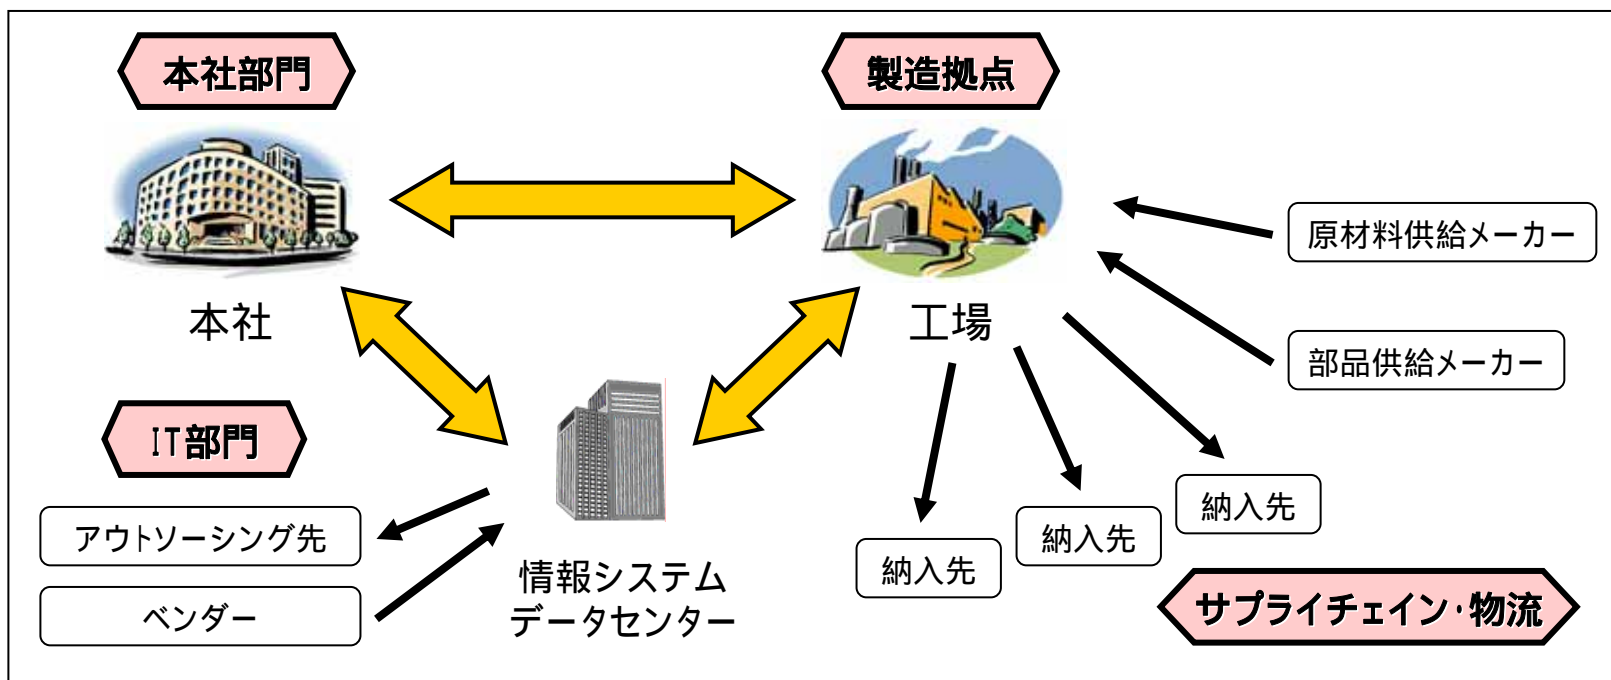 本社部門
製造拠点
原材料供給メーカー
本社
工場
部品供給メーカー
IT部門
納入先
納入先
納入先
アウトソーシング先
情報システム
データセンター
ベンダー
サプライチェイン・物流